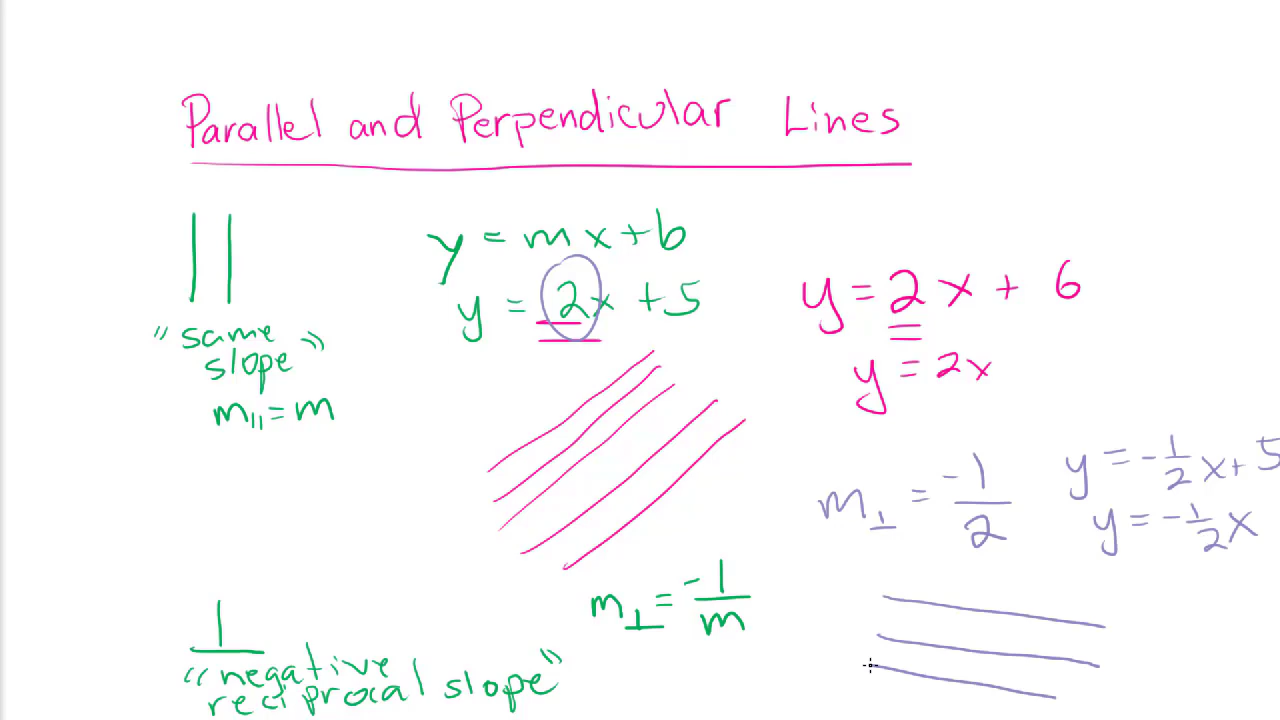 Parallel and Perpendicular Lines
||
y = mx + b
y = 2x + 5
y = 2x + 6
"same
slope"
y = 2x
m|| = m
m⊥ = -1/2
y = -1/2x + 5
y = -1/2x
m⊥ = -1/m
⊥
"negative
reciprocal slope"